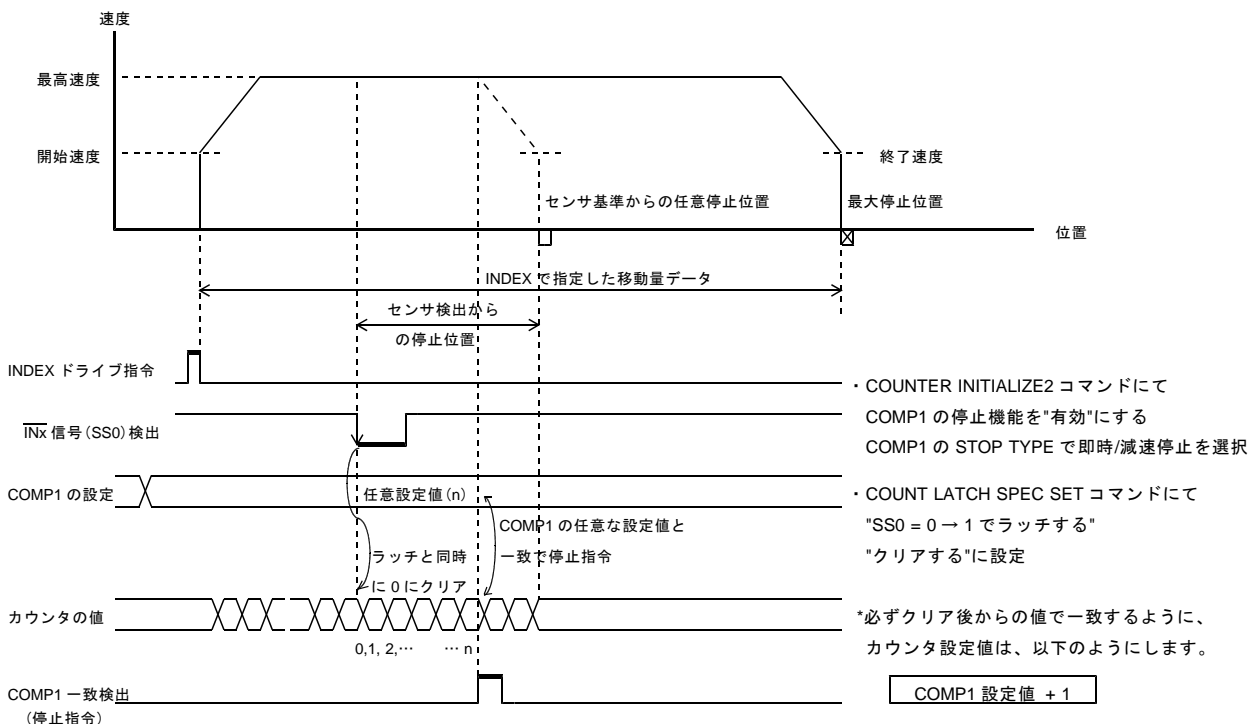 速度
最高速度
開始速度
終了速度
センサ基準からの任意停止位置
最大停止位置
位置
INDEX で指定した移動量データ
センサ検出から
の停止位置
INDEX ドライブ指令
INx 信号(SS0)検出
COMP1 の設定
任意設定値(n)
COMP1 の任意な設定値と
一致で停止指令
ラッチと同時
に 0 にクリア
カウンタの値
0,1, 2,… … n
COMP1 一致検出
(停止指令)
・COUNTER INITIALIZE2 コマンドにて
COMP1 の停止機能を"有効"にする
COMP1 の STOP TYPE で即時/減速停止を選択
・COUNT LATCH SPEC SET コマンドにて
"SS0 = 0 → 1 でラッチする"
"クリアする"に設定
*必ずクリア後からの値で一致するように、
カウンタ設定値は、以下のようにします。
COMP1 設定値 + 1